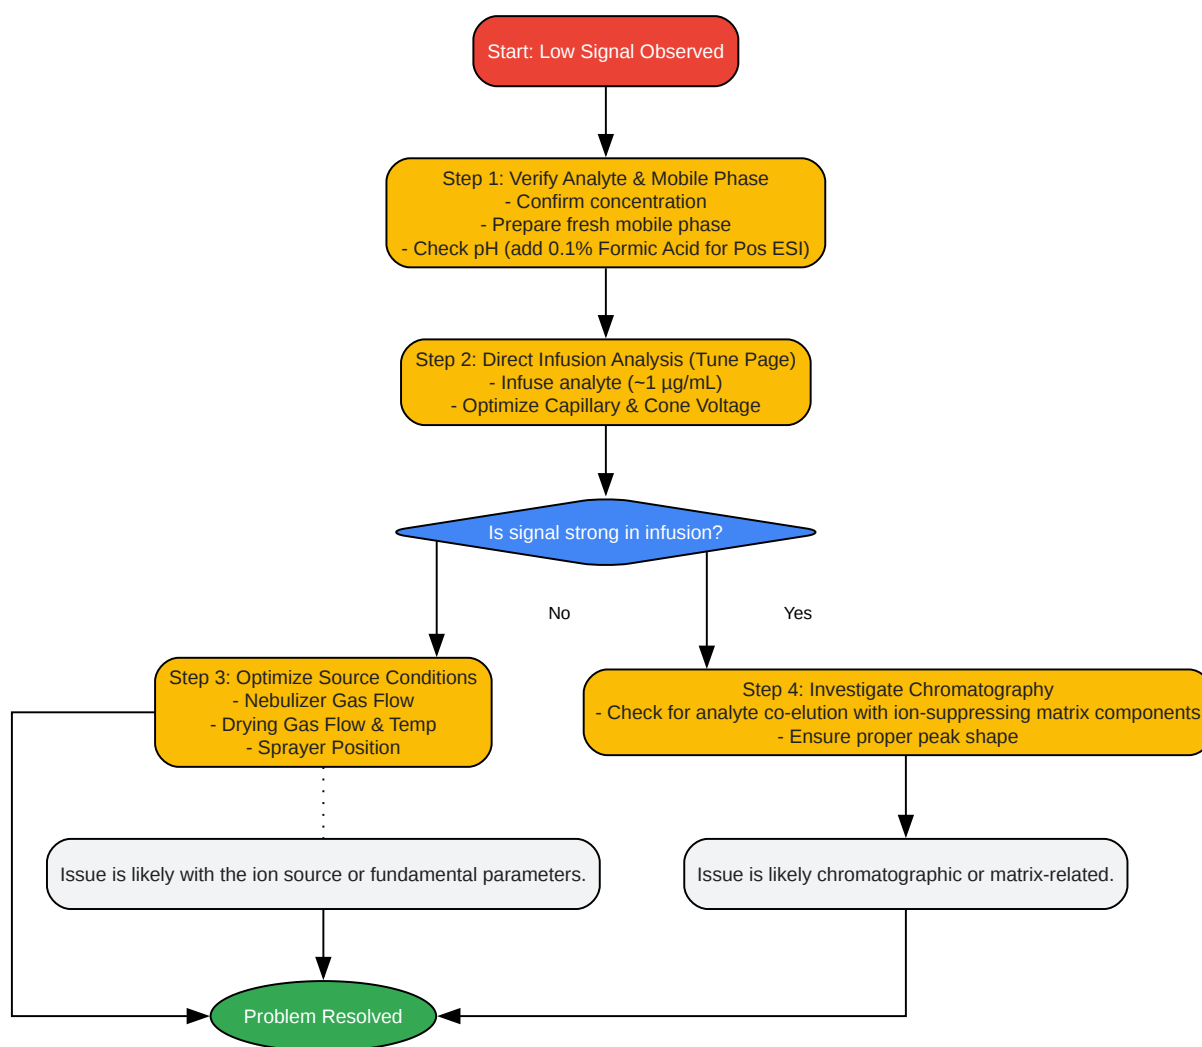 Start: Low Signal Observed
Step 1: Verify Analyte & Mobile Phase
- Confirm concentration
- Prepare fresh mobile phase
- Check pH (add 0.1% Formic Acid for Pos ESI)
Step 2: Direct Infusion Analysis (Tune Page)
- Infuse analyte (~1 µg/mL)
- Optimize Capillary & Cone Voltage
Is signal strong in infusion?
No
Yes
Step 3: Optimize Source Conditions
- Nebulizer Gas Flow
- Drying Gas Flow & Temp
- Sprayer Position
Step 4: Investigate Chromatography
- Check for analyte co-elution with ion-suppressing matrix components
- Ensure proper peak shape
Issue is likely with the ion source or fundamental parameters.
Issue is likely chromatographic or matrix-related.
Problem Resolved